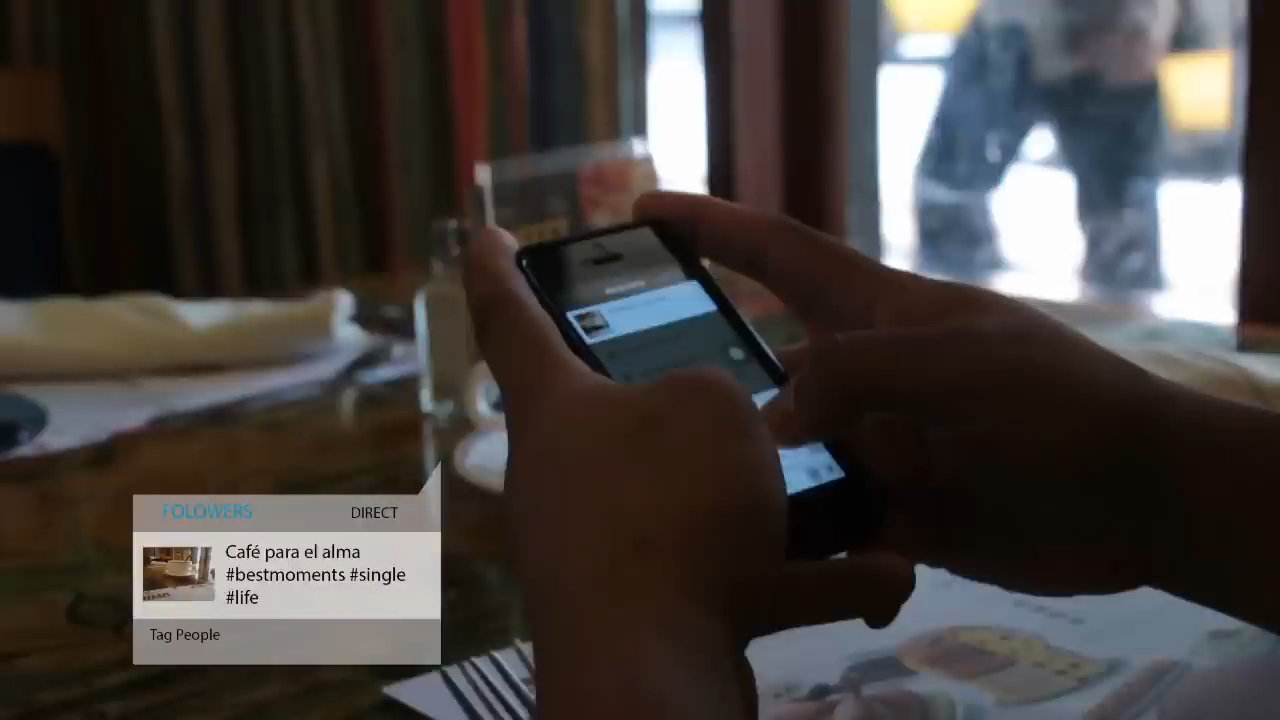 FOLOWERS DIRECT
Café para el alma
#bestmoments #single
#life
Tag People